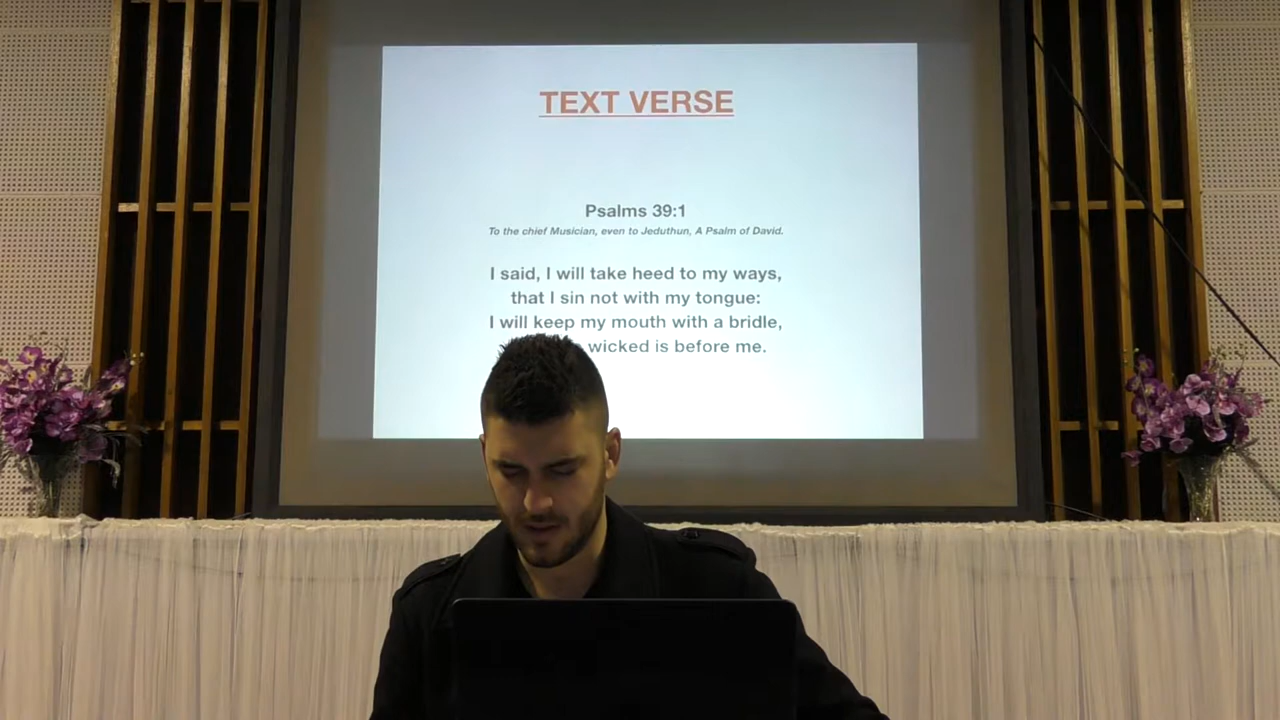 TEXT VERSE
Psalms 39:1
To the chief Musician, even to Jeduthun, A Psalm of David.
I said, I will take heed to my ways,
that I sin not with my tongue:
I will keep my mouth with a bridle,
wicked is before me.